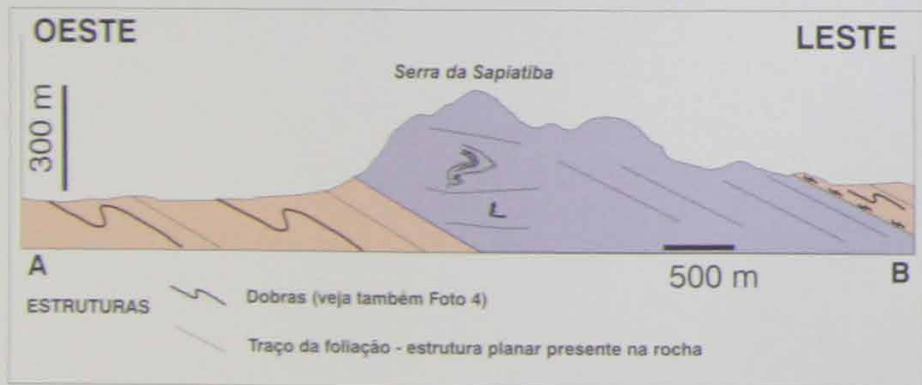 OESTE
LESTE
Serra da Sapiatiba
300 m
500 m
A
B
ESTRUTURAS
Dobras (veja também Foto 4)
Traço da foliação - estrutura planar presente na rocha